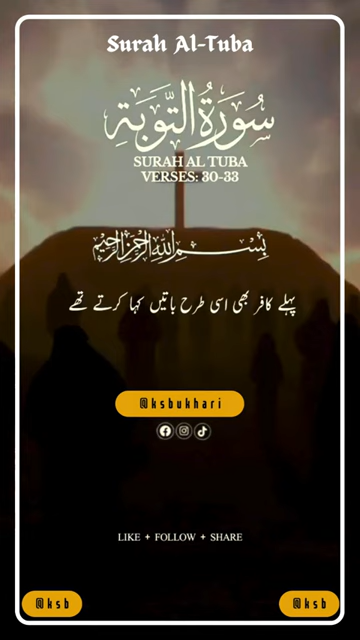 Surah Al-Tuba
سُورَةُ التَّوْبَةِ
SURAH AL TUBA
VERSES: 30-33
بِسْمِ اللهِ الرَّحْمٰنِ الرَّحِيْمِ
پہلے کافر بھی اسی طرح باتیں کہا کرتے تھے
@ksbukhari
LIKE + FOLLOW + SHARE
@ksb
@ksb